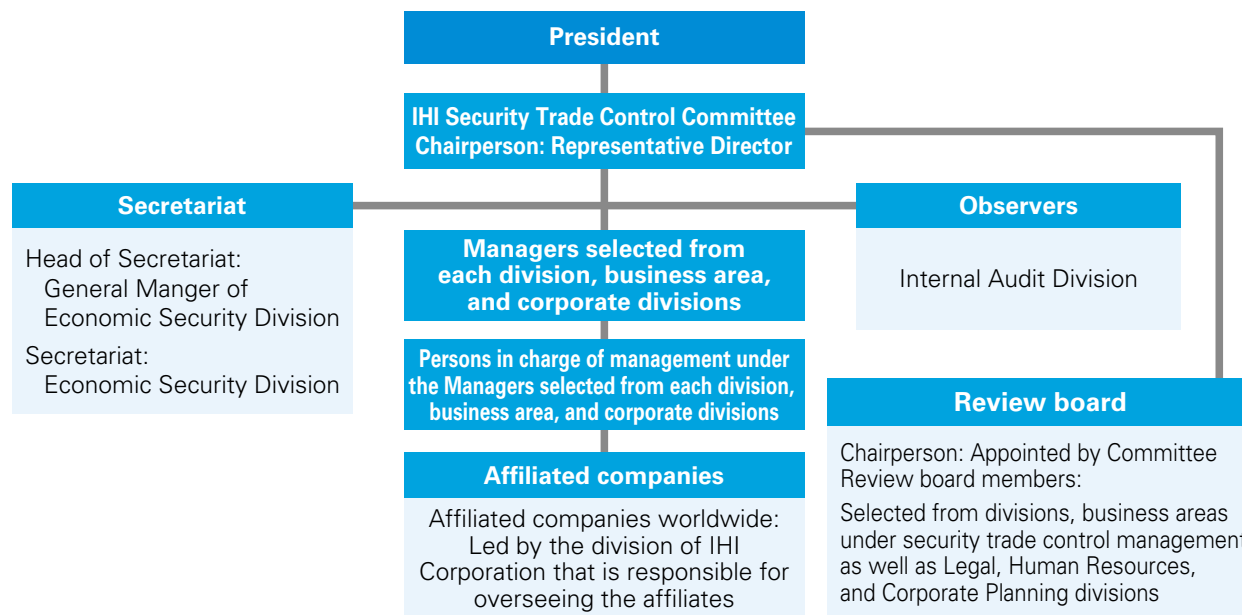 President
IHI Security Trade Control Committee
Chairperson: Representative Director
Secretariat
Head of Secretariat:
General Manger of
Economic Security Division
Secretariat:
Economic Security Division
Observers
Internal Audit Division
Managers selected from
each division, business area,
and corporate divisions
Persons in charge of management under
the Managers selected from each division,
business area, and corporate divisions
Affiliated companies
Affiliated companies worldwide:
Led by the division of IHI
Corporation that is responsible for
overseeing the affiliates
Review board
Chairperson: Appointed by Committee
Review board members:
Selected from divisions, business areas
under security trade control management
as well as Legal, Human Resources,
and Corporate Planning divisions